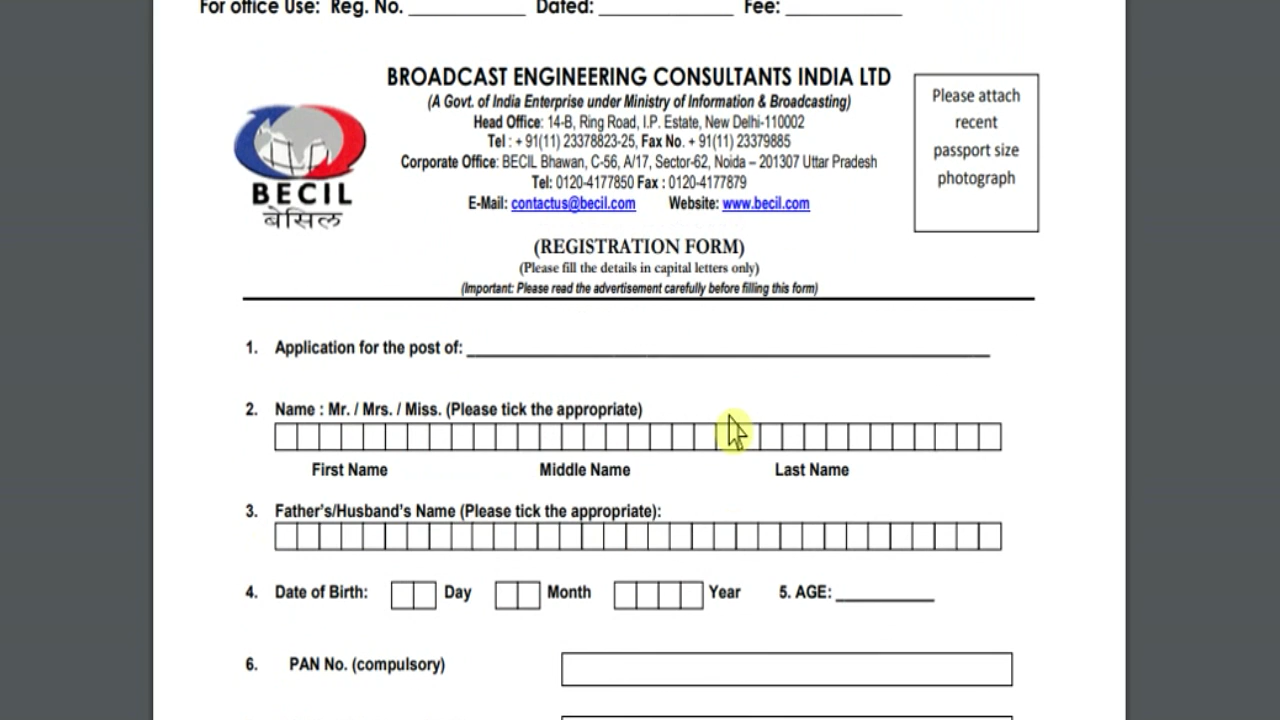 For office Use: Reg. No. ____________ Dated: ______________ Fee: ____________
BROADCAST ENGINEERING CONSULTANTS INDIA LTD
(A Govt. of India Enterprise under Ministry of Information & Broadcasting)
Head Office: 14-B, Ring Road, I.P. Estate, New Delhi-110002
Tel : + 91(11) 23378823-25, Fax No. + 91(11) 23379885
Corporate Office: BECIL Bhawan, C-56, A/17, Sector-62, Noida – 201307 Uttar Pradesh
Tel: 0120-4177850 Fax : 0120-4177879
E-Mail: contactus@becil.com Website: www.becil.com
BECIL
बेसिल
Please attach
recent
passport size
photograph
(REGISTRATION FORM)
(Please fill the details in capital letters only)
(Important: Please read the advertisement carefully before filling this form)
1. Application for the post of: ______________________________
2. Name : Mr. / Mrs. / Miss. (Please tick the appropriate)
First Name Middle Name Last Name
3. Father's/Husband's Name (Please tick the appropriate):
4. Date of Birth: Day Month Year 5. AGE: __________
6. PAN No. (compulsory)